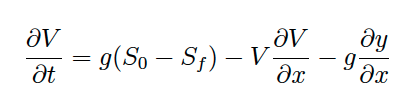 ∂V/∂t = g(S₀ − S_f) − V ∂V/∂x − g ∂y/∂x